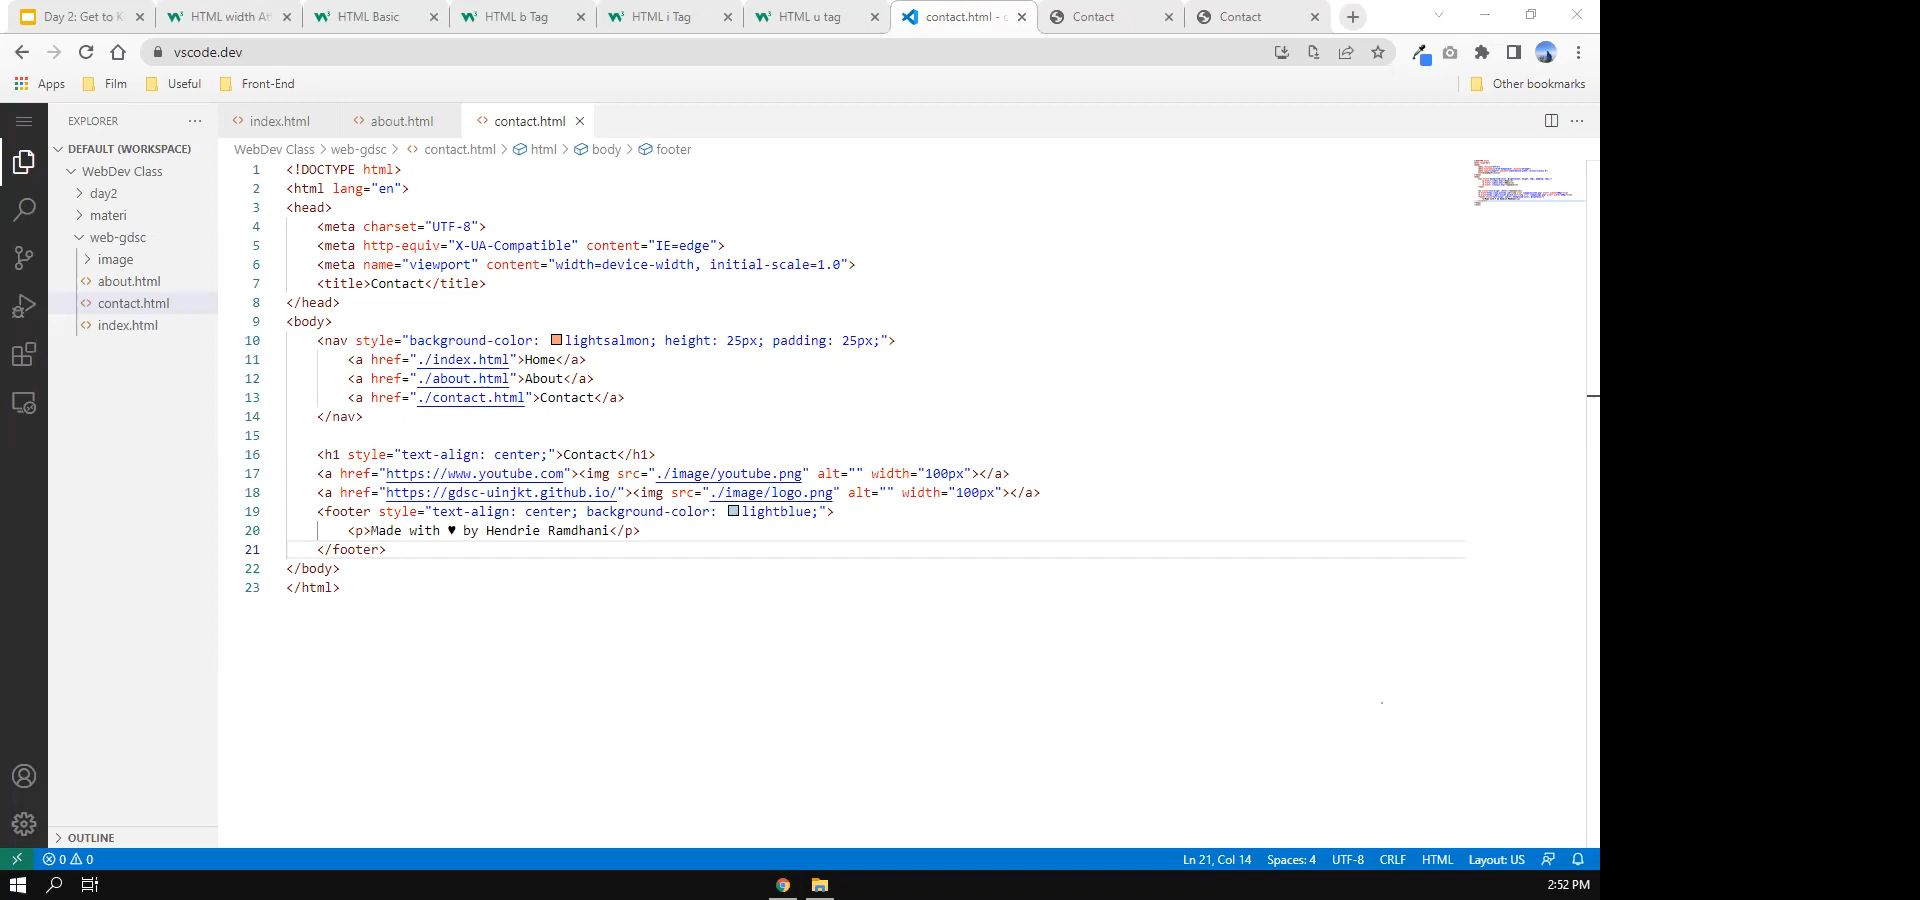 Day 2: Get to K
HTML width At
HTML Basic
HTML b Tag
HTML i Tag
HTML u tag
contact.html - c
Contact
Contact
vscode.dev
Apps
Film
Useful
Front-End
Other bookmarks
EXPLORER
DEFAULT (WORKSPACE)
WebDev Class
day2
materi
web-gdsc
image
about.html
contact.html
index.html
OUTLINE
index.html
about.html
contact.html
WebDev Class > web-gdsc > contact.html > html > body > footer
1 <!DOCTYPE html>
2 <html lang="en">
3 <head>
4 <meta charset="UTF-8">
5 <meta http-equiv="X-UA-Compatible" content="IE=edge">
6 <meta name="viewport" content="width=device-width, initial-scale=1.0">
7 <title>Contact</title>
8 </head>
9 <body>
10 <nav style="background-color: lightsalmon; height: 25px; padding: 25px;">
11 <a href="./index.html">Home</a>
12 <a href="./about.html">About</a>
13 <a href="./contact.html">Contact</a>
14 </nav>
15
16 <h1 style="text-align: center;">Contact</h1>
17 <a href="https://www.youtube.com"><img src="./image/youtube.png" alt="" width="100px"></a>
18 <a href="https://gdsc-uinjkt.github.io/"><img src="./image/logo.png" alt="" width="100px"></a>
19 <footer style="text-align: center; background-color: lightblue;">
20 <p>Made with ♥ by Hendrie Ramdhani</p>
21 </footer>
22 </body>
23 </html>
0 0
Ln 21, Col 14
Spaces: 4
UTF-8
CRLF
HTML
Layout: US
2:52 PM